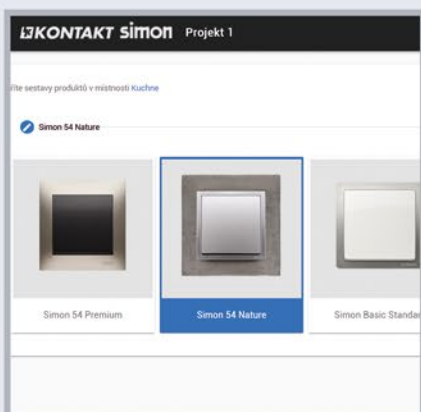 KONTAKT simon Projekt 1
řte sestavy produktů v místnosti Kuchne
Simon 54 Nature
Simon 54 Premium
Simon 54 Nature
Simon Basic Standar